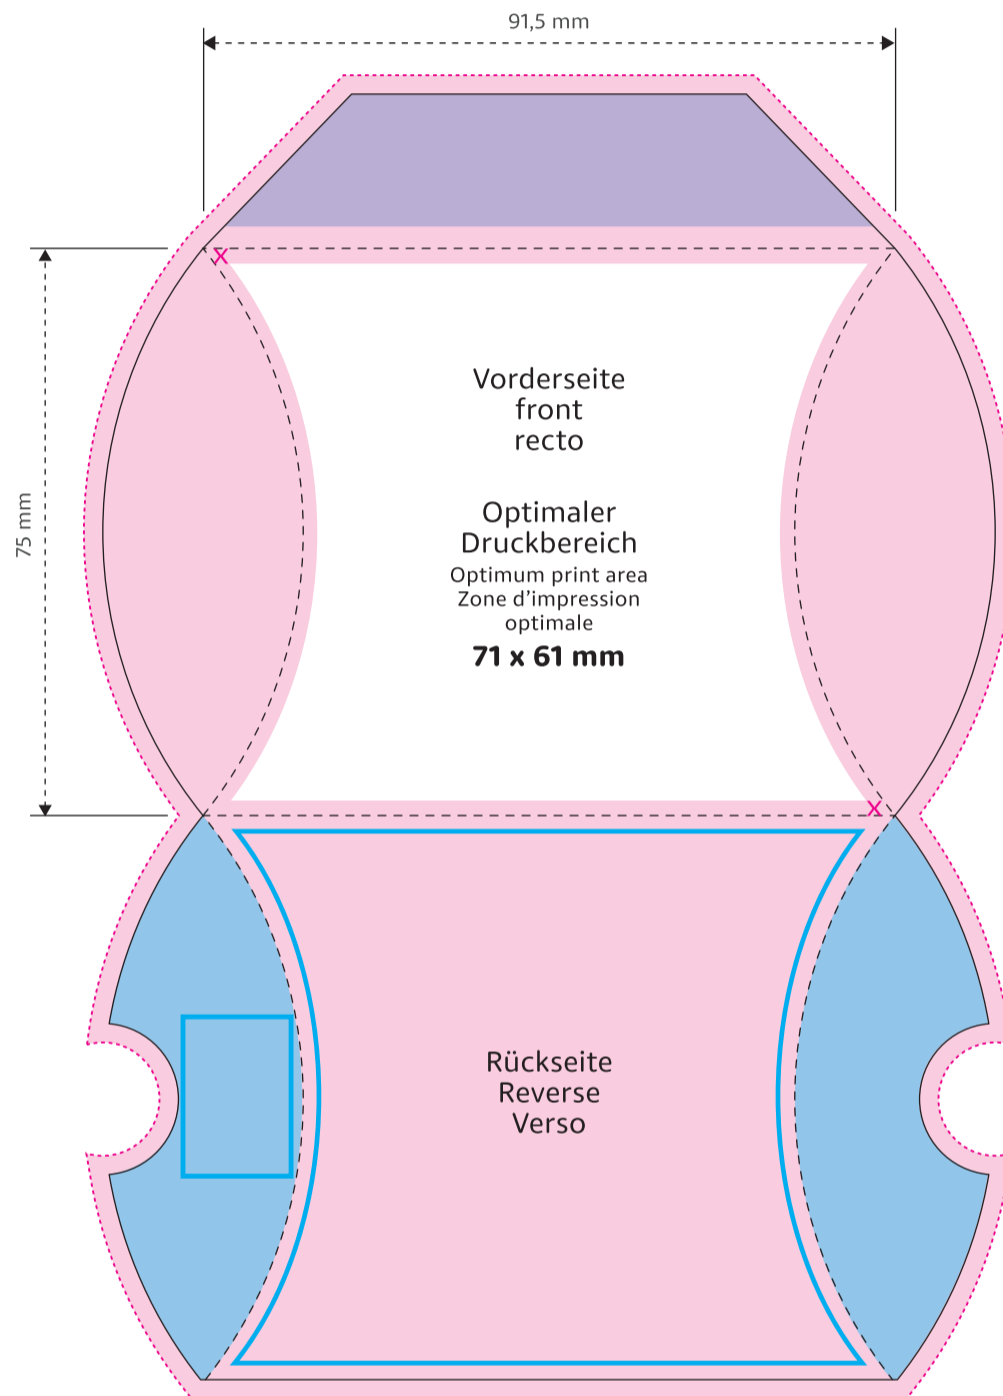 91,5 mm
75 mm
x
Vorderseite
front
recto
Optimaler
Druckbereich
Optimum print area
Zone d’impression
optimale
71 x 61 mm
x
Rückseite
Reverse
Verso